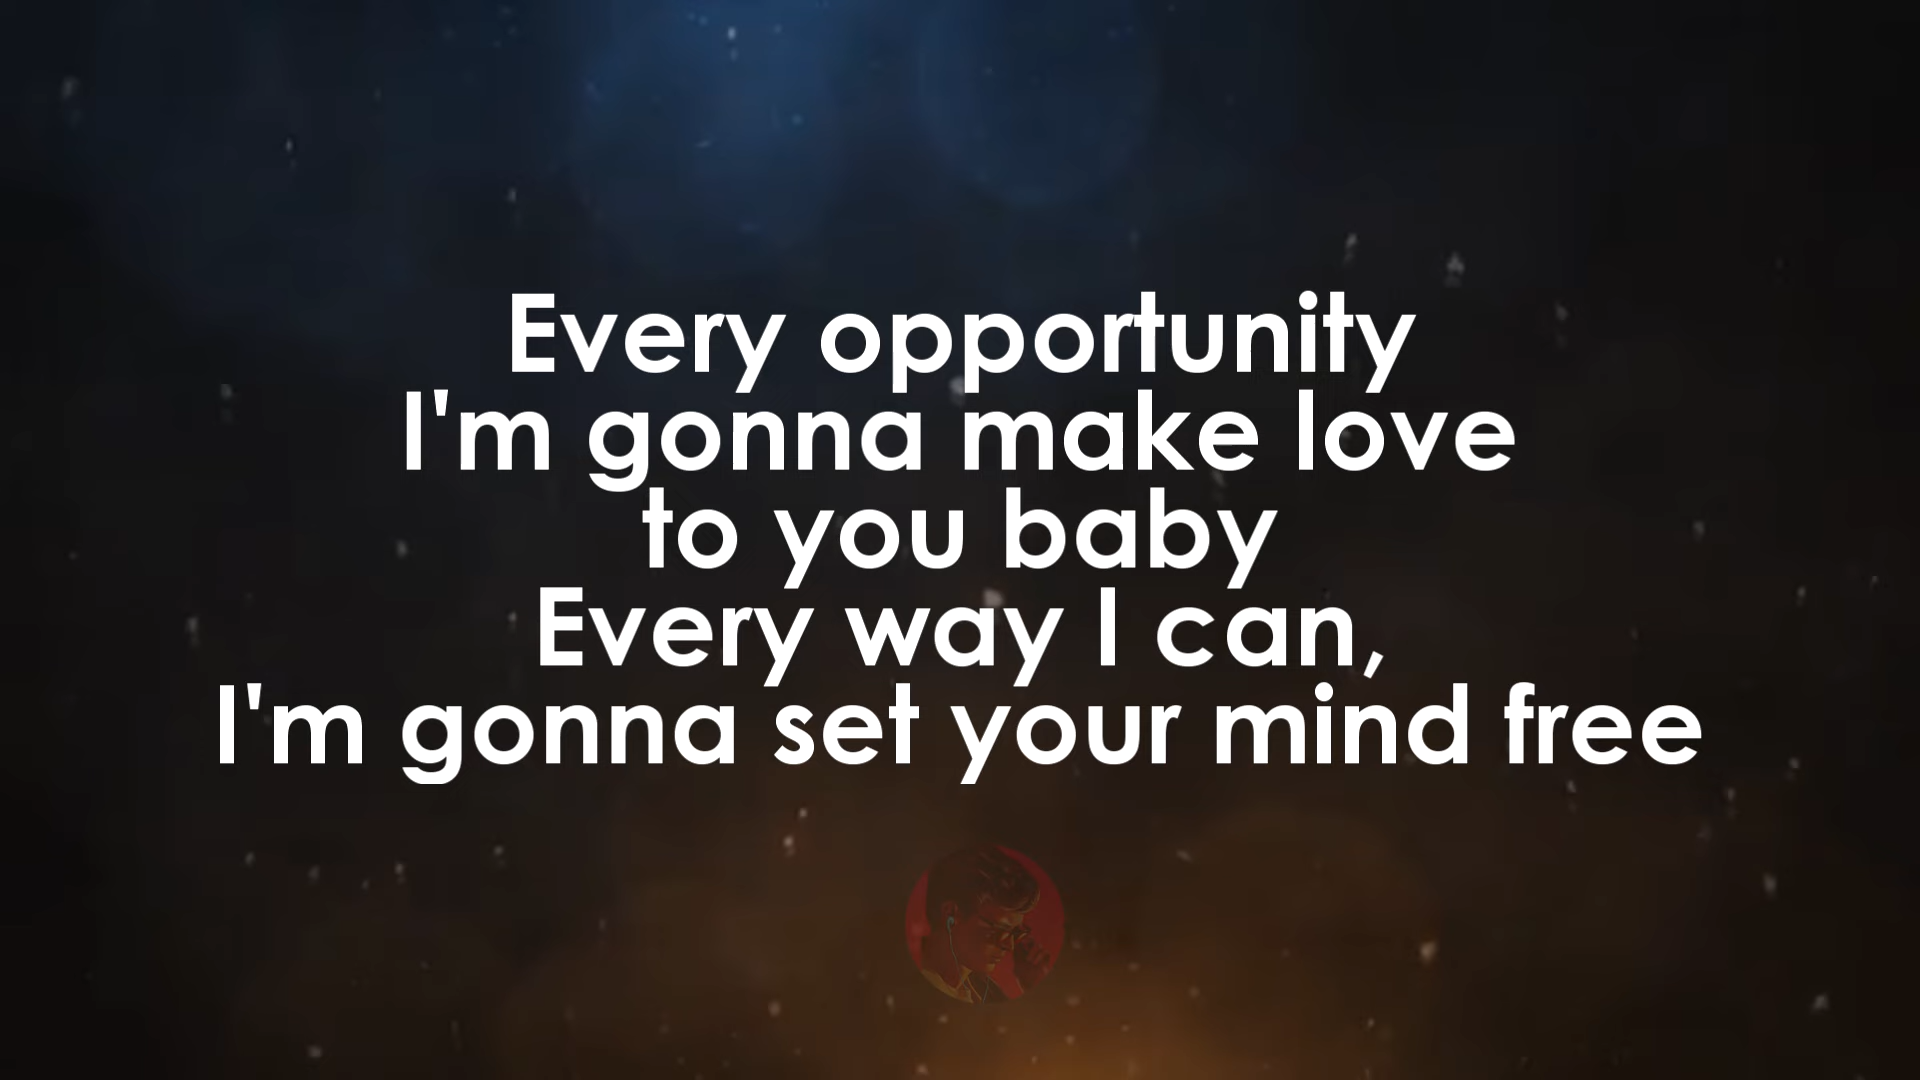 Every opportunity
I'm gonna make love
to you baby
Every way I can,
I'm gonna set your mind free